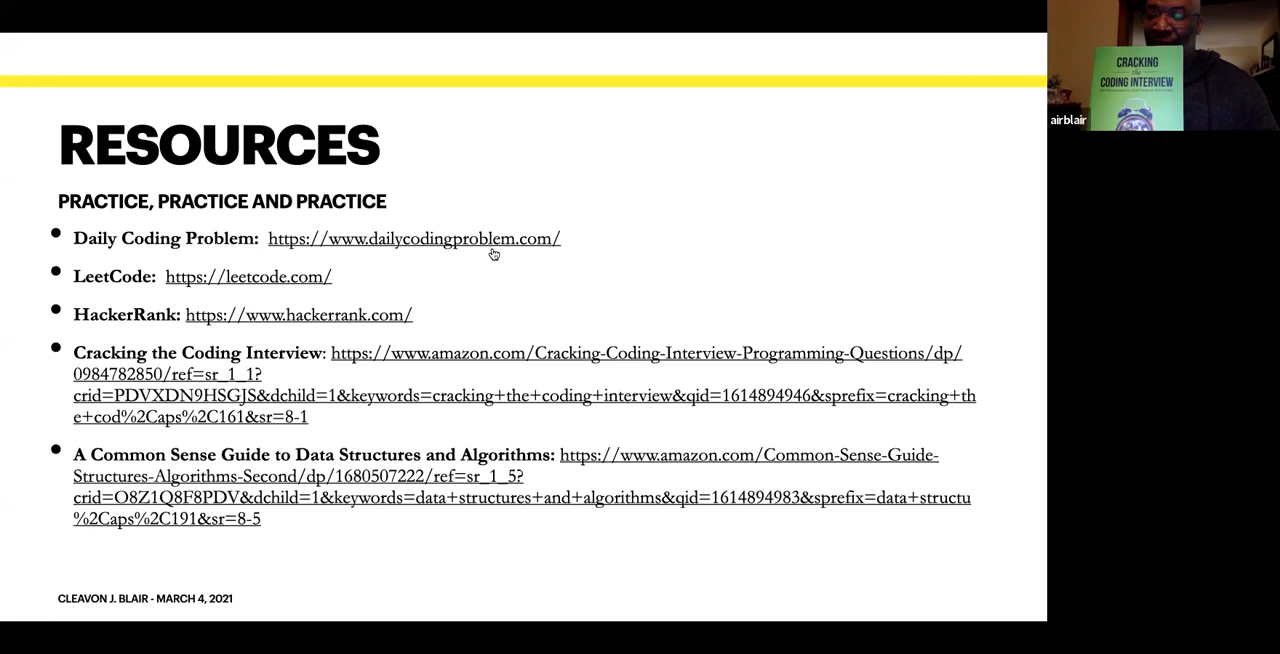 RESOURCES
PRACTICE, PRACTICE AND PRACTICE
Daily Coding Problem: https://www.dailycodingproblem.com/
LeetCode: https://leetcode.com/
HackerRank: https://www.hackerrank.com/
Cracking the Coding Interview: https://www.amazon.com/Cracking-Coding-Interview-Programming-Questions/dp/
0984782850/ref=sr_1_1?
crid=PDVXDN9HSGJS&dchild=1&keywords=cracking+the+coding+interview&qid=1614894946&sprefix=cracking+th
e+cod%2Caps%2C161&sr=8-1
A Common Sense Guide to Data Structures and Algorithms: https://www.amazon.com/Common-Sense-Guide-
Structures-Algorithms-Second/dp/1680507222/ref=sr_1_5?
crid=O8Z1Q8F8PDV&dchild=1&keywords=data+structures+and+algorithms&qid=1614894983&sprefix=data+structu
%2Caps%2C191&sr=8-5
CLEAVON J. BLAIR - MARCH 4, 2021
CRACKING
the
CODING INTERVIEW
airblair